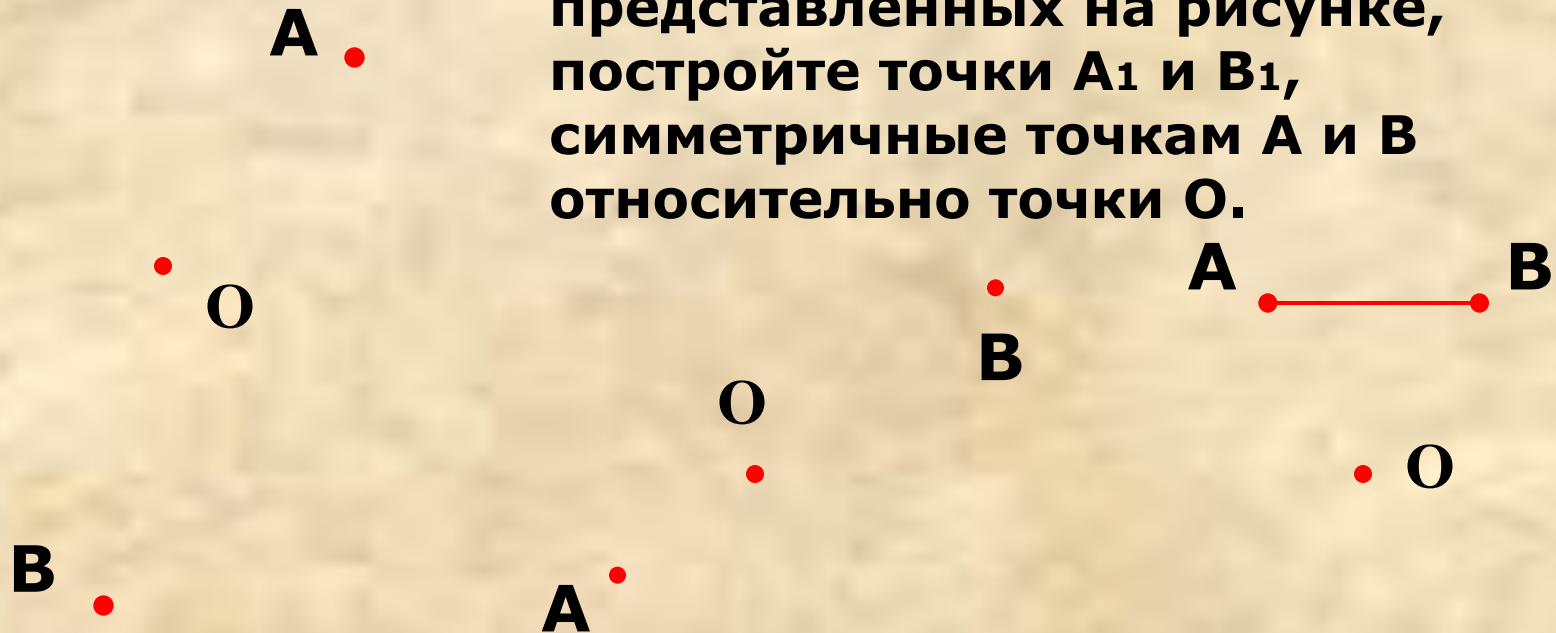 представленных на рисунке,
постройте точки А₁ и В₁,
симметричные точкам А и В
относительно точки О.
А
О
В
О
В
А
А
В
О